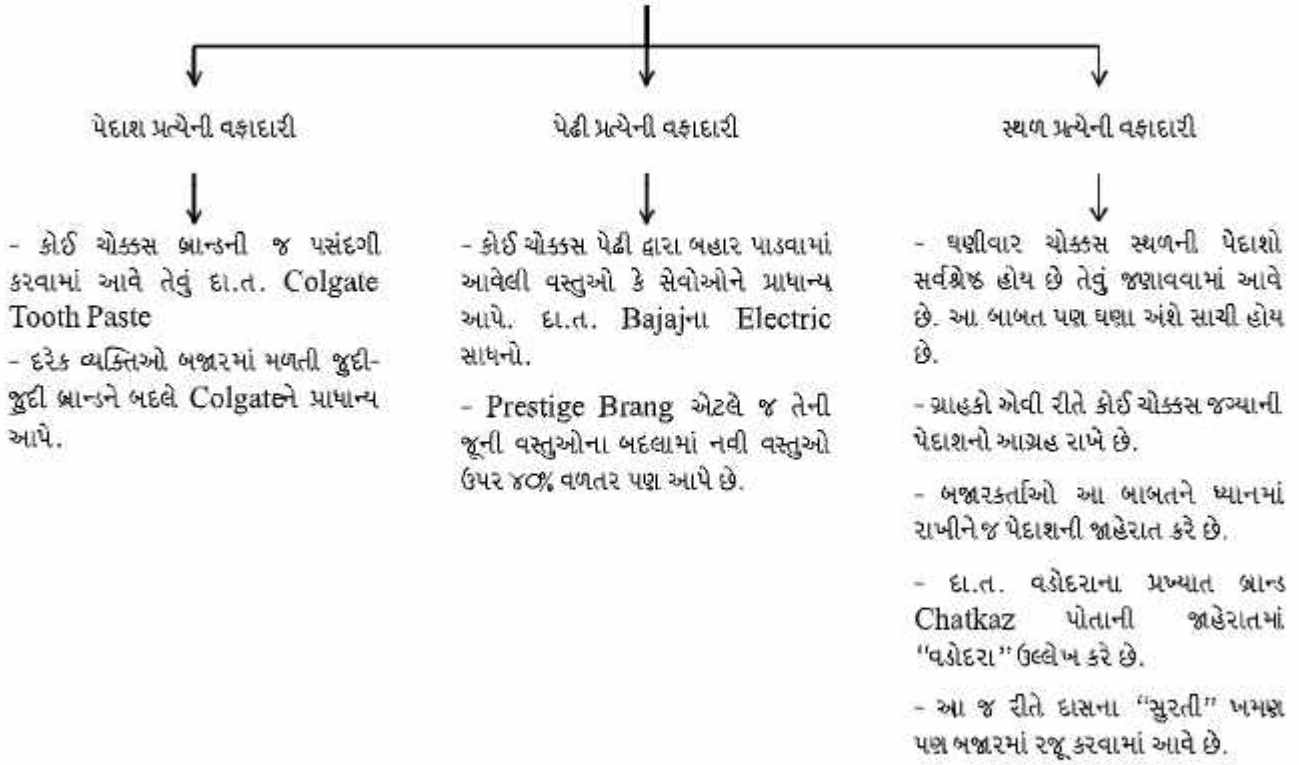 પેદાશ પ્રત્યેની વફાદારી
- કોઈ ચોક્કસ બ્રાન્ડની જ પસંદગી
કરવામાં આવે તેવું દા.ત. Colgate
Tooth Paste
- દરેક વ્યક્તિઓ બજારમાં મળતી જુદી-
જુદી બ્રાન્ડને બદલે Colgateને પ્રાધાન્ય
આપે.
પેઢી પ્રત્યેની વફાદારી
- કોઈ ચોક્કસ પેઢી દ્વારા બહાર પાડવામાં
આવેલી વસ્તુઓ કે સેવોઓને પ્રાધાન્ય
આપે. દા.ત. Bajajના Electric
સાધનો.
- Prestige Brang એટલે જ તેની
જૂની વસ્તુઓના બદલામાં નવી વસ્તુઓ
ઉપર ૪૦% વળતર પણ આપે છે.
સ્થળ પ્રત્યેની વફાદારી
- ઘણીવાર ચોક્કસ સ્થળની પેદાશો
સર્વશ્રેષ્ઠ હોય છે તેવું જણાવવામાં આવે
છે. આ બાબત પણ ઘણા અંશે સાચી હોય
છે.
- ગ્રાહકો એવી રીતે કોઈ ચોક્કસ જગ્યાની
પેદાશનો આગ્રહ રાખે છે.
- બજારકર્તાઓ આ બાબતને ધ્યાનમાં
રાખીને જ પેદાશની જાહેરાત કરે છે.
- દા.ત. વડોદરાના પ્રખ્યાત બ્રાન્ડ
Chatkaz પોતાની જાહેરાતમાં
“વડોદરા” ઉલ્લેખ કરે છે.
- આ જ રીતે દાસના “સુરતી” ખમણ
પણ બજારમાં રજૂ કરવામાં આવે છે.